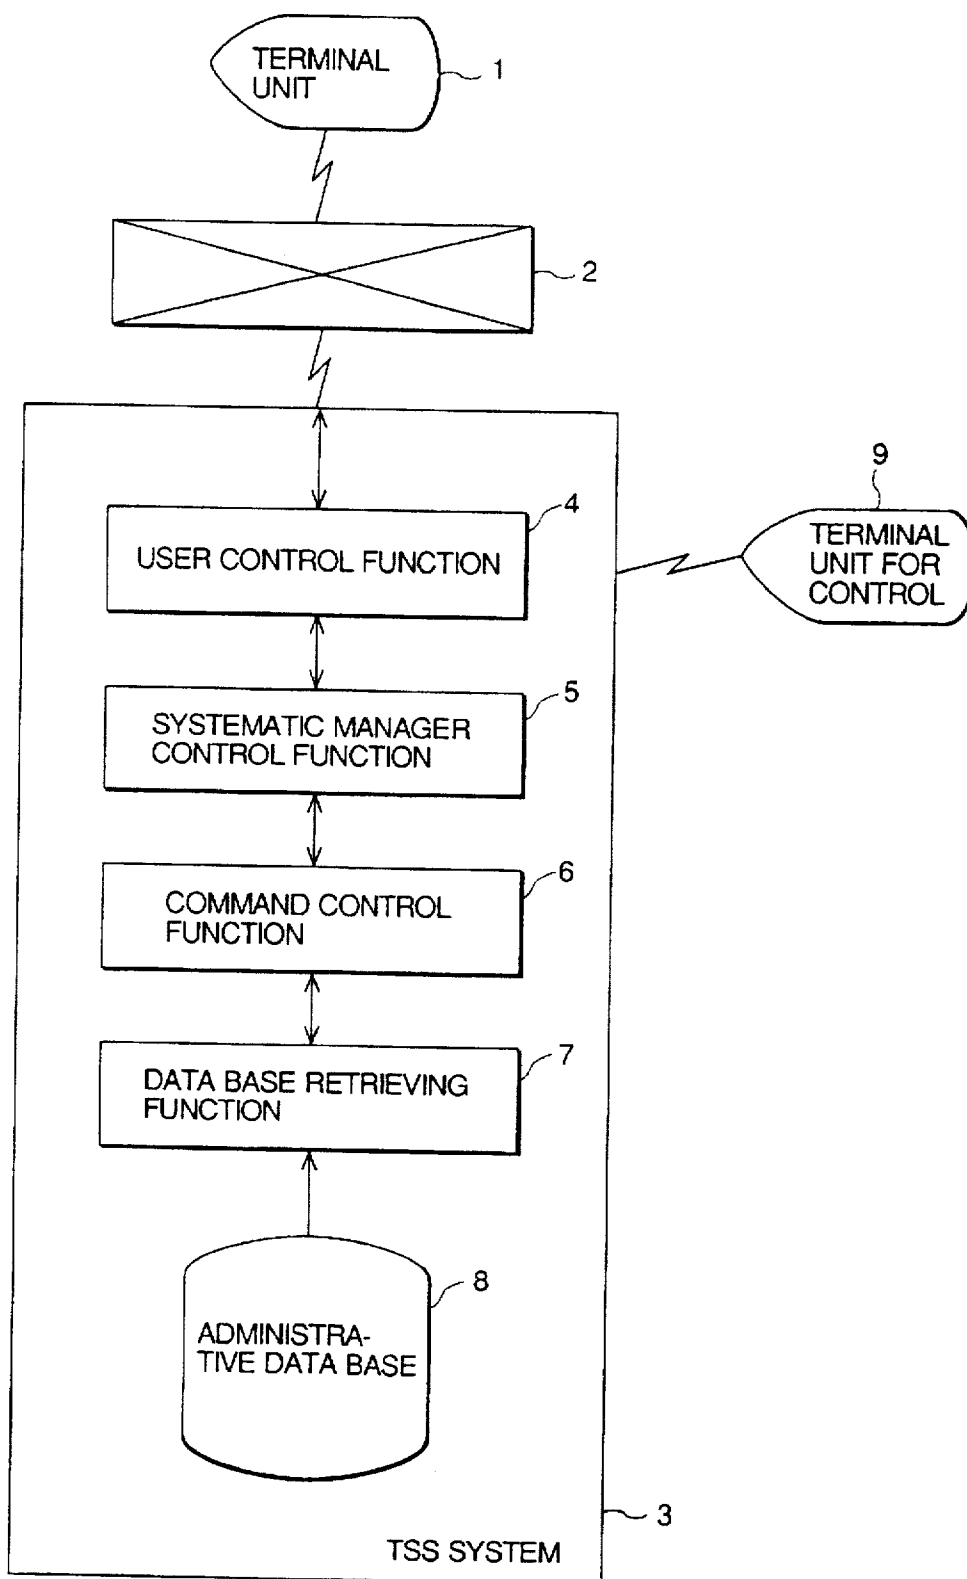 TERMINAL
UNIT
1
2
9
TERMINAL
UNIT FOR
CONTROL
4
USER CONTROL FUNCTION
5
SYSTEMATIC MANAGER
CONTROL FUNCTION
6
COMMAND CONTROL
FUNCTION
7
DATA BASE RETRIEVING
FUNCTION
8
ADMINISTRA-
TIVE DATA BASE
3
TSS SYSTEM